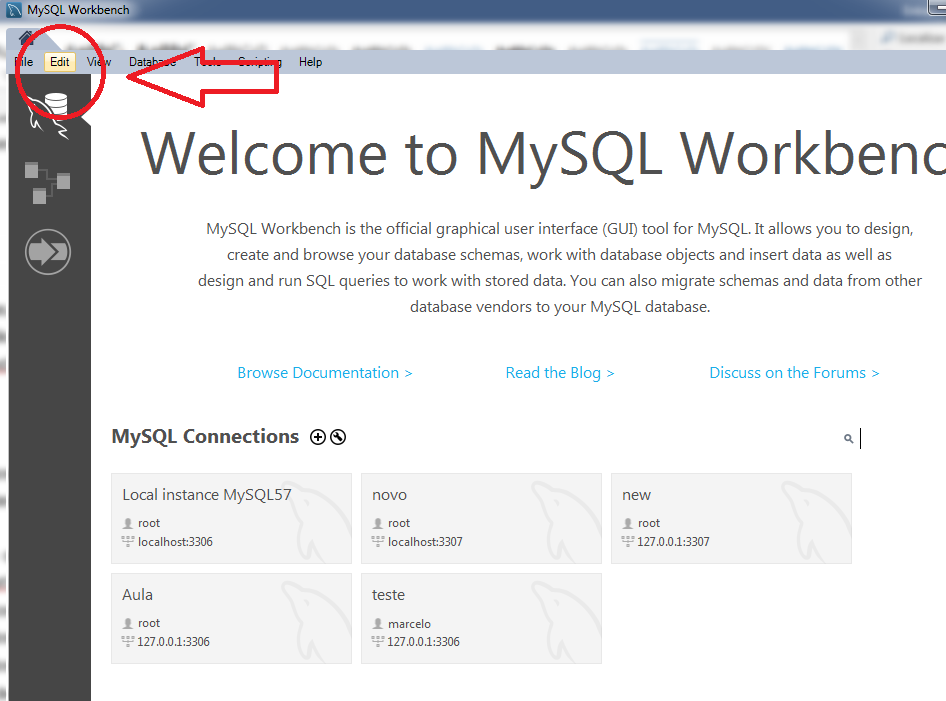 MySQL Workbench
File Edit View Database Tools Scripting Help
Welcome to MySQL Workbenc
MySQL Workbench is the official graphical user interface (GUI) tool for MySQL. It allows you to design,
create and browse your database schemas, work with database objects and insert data as well as
design and run SQL queries to work with stored data. You can also migrate schemas and data from other
database vendors to your MySQL database.
Browse Documentation > Read the Blog > Discuss on the Forums >
MySQL Connections
Local instance MySQL57
root
localhost:3306
novo
root
localhost:3307
new
root
127.0.0.1:3307
Aula
root
127.0.0.1:3306
teste
marcelo
127.0.0.1:3306